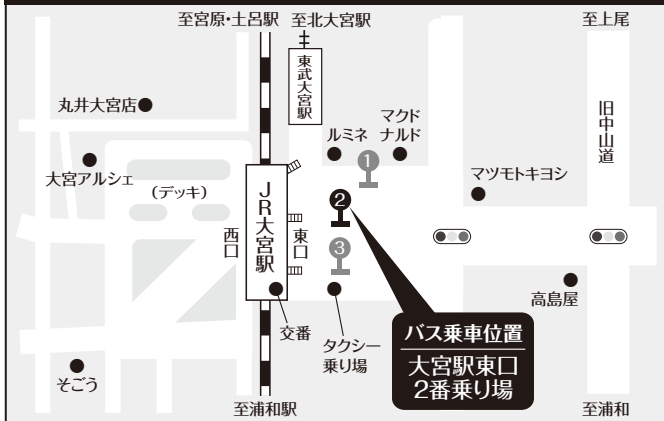 至宮原・土呂駅
至北大宮駅
至上尾
東武大宮駅
丸井大宮店
ルミネ
マクド
ナルド
旧中山道
大宮アルシェ
(デッキ)
1
マツモトキヨシ
JR大宮駅
2
西口
東口
3
高島屋
交番
タクシー
乗り場
バス乗車位置
大宮駅東口
2番乗り場
そごう
至浦和駅
至浦和